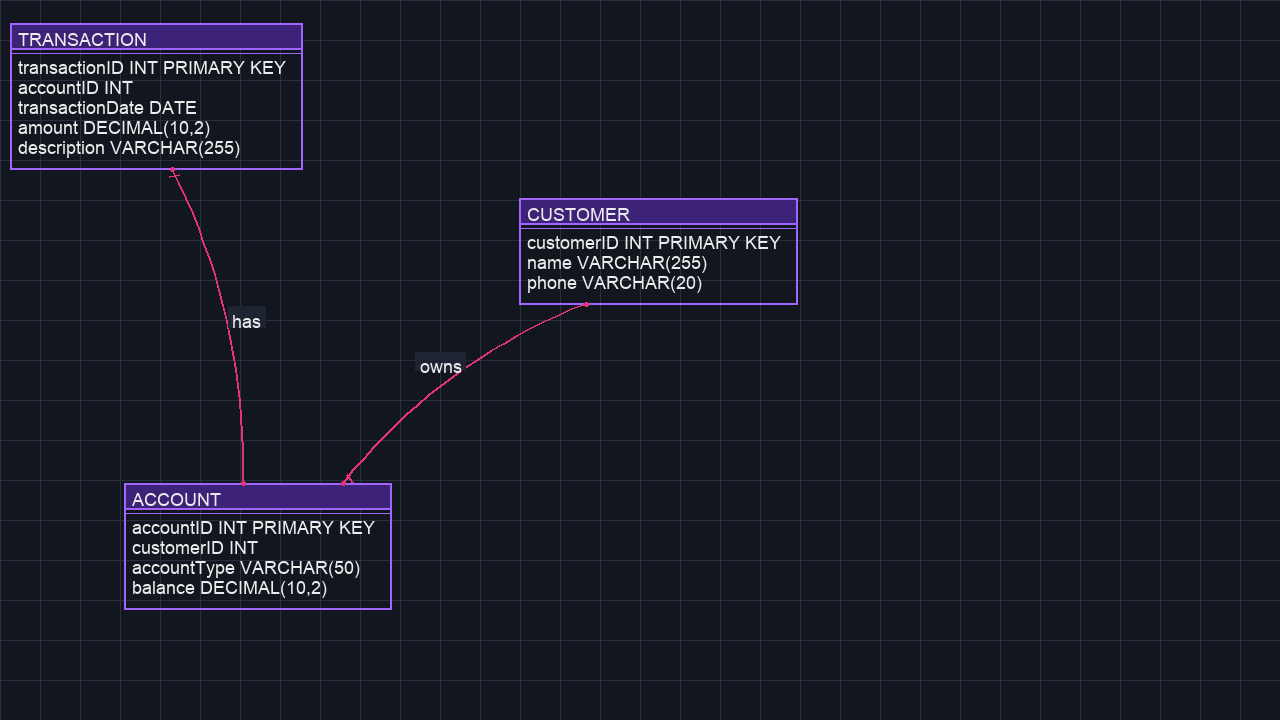 TRANSACTION
transactionID INT PRIMARY KEY
accountID INT
transactionDate DATE
amount DECIMAL(10,2)
description VARCHAR(255)
CUSTOMER
customerID INT PRIMARY KEY
name VARCHAR(255)
phone VARCHAR(20)
has
owns
ACCOUNT
accountID INT PRIMARY KEY
customerID INT
accountType VARCHAR(50)
balance DECIMAL(10,2)